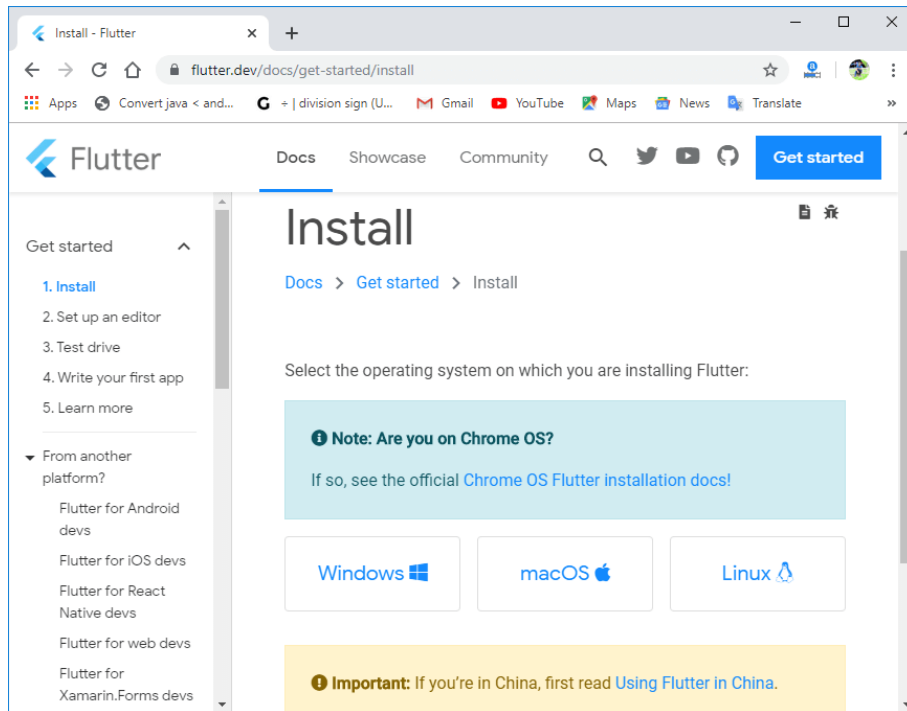 Install - Flutter
flutter.dev/docs/get-started/install
Apps Convert java < and... G ÷ | division sign (U... Gmail YouTube Maps News Translate »
Flutter Docs Showcase Community Get started
Get started
1. Install
2. Set up an editor
3. Test drive
4. Write your first app
5. Learn more
From another
platform?
Flutter for Android
devs
Flutter for iOS devs
Flutter for React
Native devs
Flutter for web devs
Flutter for
Xamarin.Forms devs
Install
Docs > Get started > Install
Select the operating system on which you are installing Flutter:
Note: Are you on Chrome OS?
If so, see the official Chrome OS Flutter installation docs!
Windows macOS Linux
Important: If you’re in China, first read Using Flutter in China.